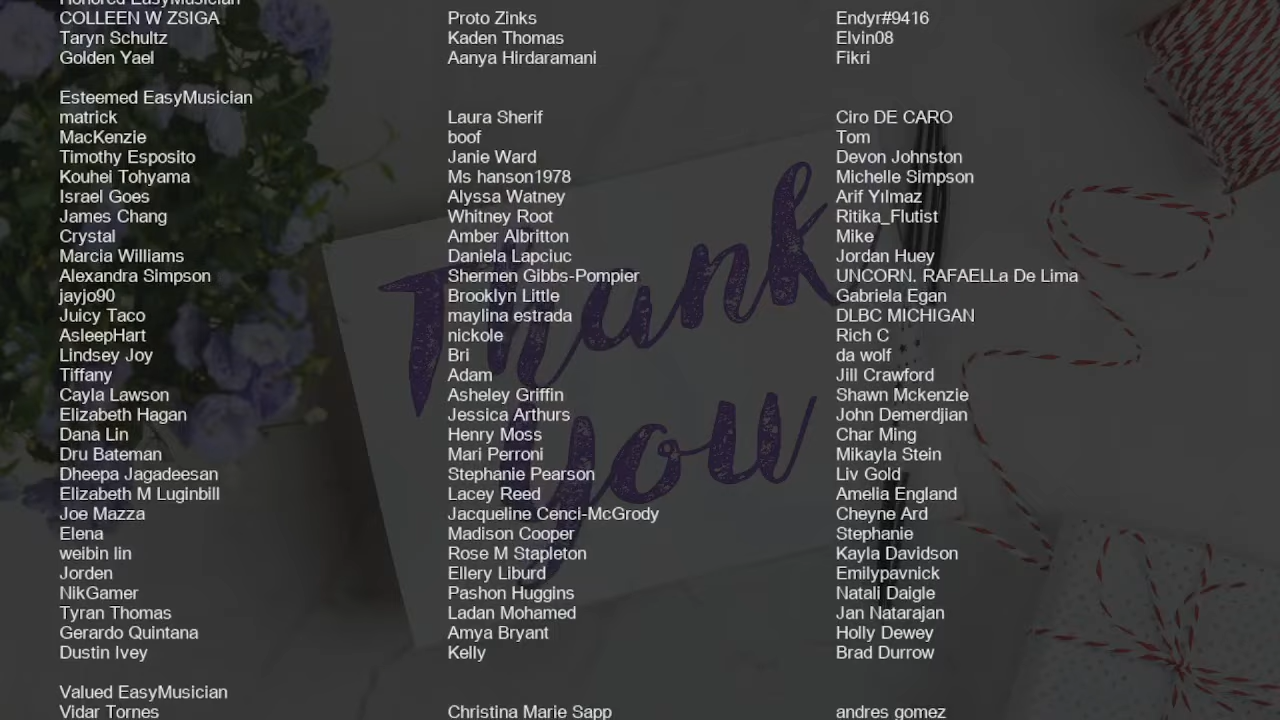 Honored EasyMusician
COLLEEN W ZSIGA Proto Zinks Endyr#9416
Taryn Schultz Kaden Thomas Elvin08
Golden Yael Aanya Hirdaramani Fikri
Esteemed EasyMusician
matrick Laura Sherif Ciro DE CARO
MacKenzie boof Tom
Timothy Esposito Janie Ward Devon Johnston
Kouhei Tohyama Ms hanson1978 Michelle Simpson
Israel Goes Alyssa Watney Arif Yılmaz
James Chang Whitney Root Ritika_Flutist
Crystal Amber Albritton Mike
Marcia Williams Daniela Lapciuc Jordan Huey
Alexandra Simpson Shermen Gibbs-Pompier UNCORN. RAFAELLa De Lima
jayjo90 Brooklyn Little Gabriela Egan
Juicy Taco maylina estrada DLBC MICHIGAN
AsleepHart nickole Rich C
Lindsey Joy Bri da wolf
Tiffany Adam Jill Crawford
Cayla Lawson Asheley Griffin Shawn Mckenzie
Elizabeth Hagan Jessica Arthurs John Demerdjian
Dana Lin Henry Moss Char Ming
Dru Bateman Mari Perroni Mikayla Stein
Dheepa Jagadeesan Stephanie Pearson Liv Gold
Elizabeth M Luginbill Lacey Reed Amelia England
Joe Mazza Jacqueline Cenci-McGrody Cheyne Ard
Elena Madison Cooper Stephanie
weibin lin Rose M Stapleton Kayla Davidson
Jorden Ellery Liburd Emilypavnick
NikGamer Pashon Huggins Natali Daigle
Tyran Thomas Ladan Mohamed Jan Natarajan
Gerardo Quintana Amya Bryant Holly Dewey
Dustin Ivey Kelly Brad Durrow
Valued EasyMusician
Vidar Tornes Christina Marie Sapp andres gomez
Thank
you